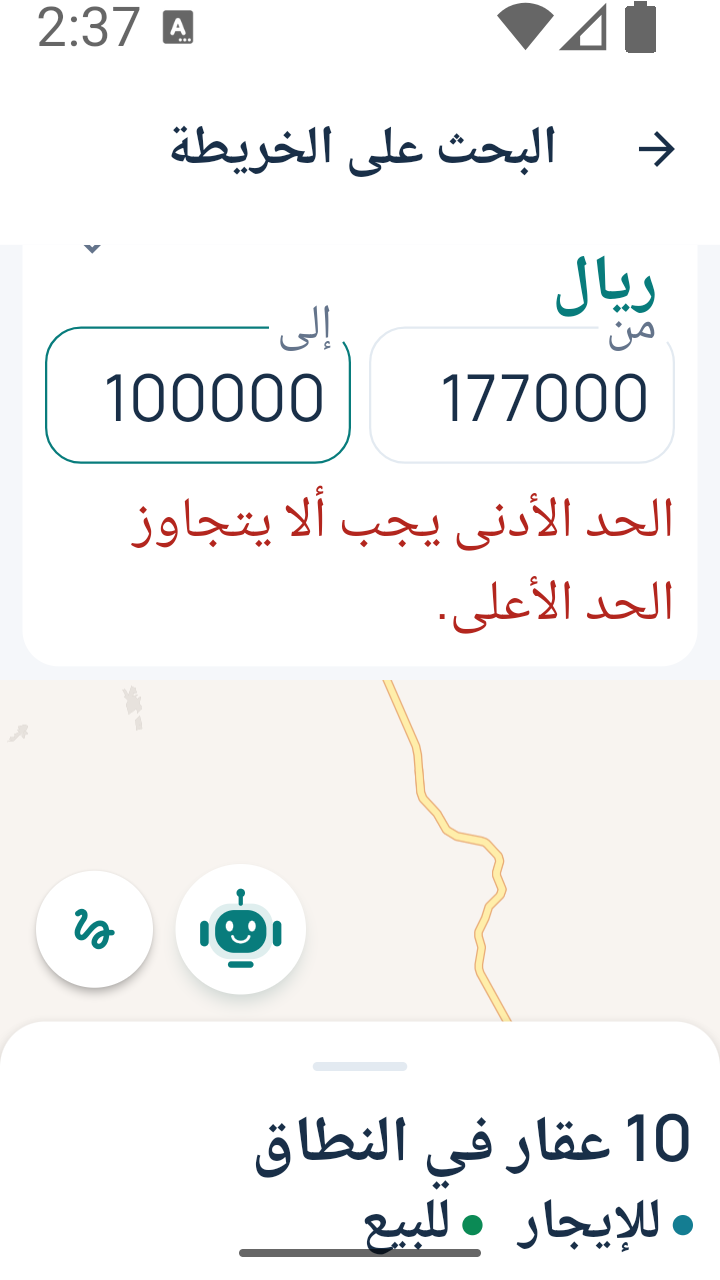 2:37 A
البحث على الخريطة
ريال
من
إلى
177000
100000
الحد الأدنى يجب ألا يتجاوز
الحد الأعلى.
10 عقار في النطاق
للإيجار
للبيع